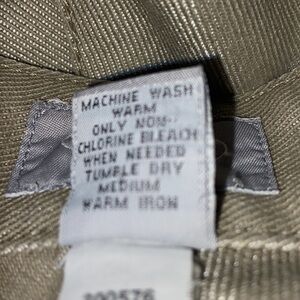 MACHINE WASH
WARM
ONLY NON-
CHLORINE BLEACH
WHEN NEEDED
TUMBLE DRY
MEDIUM
WARM IRON